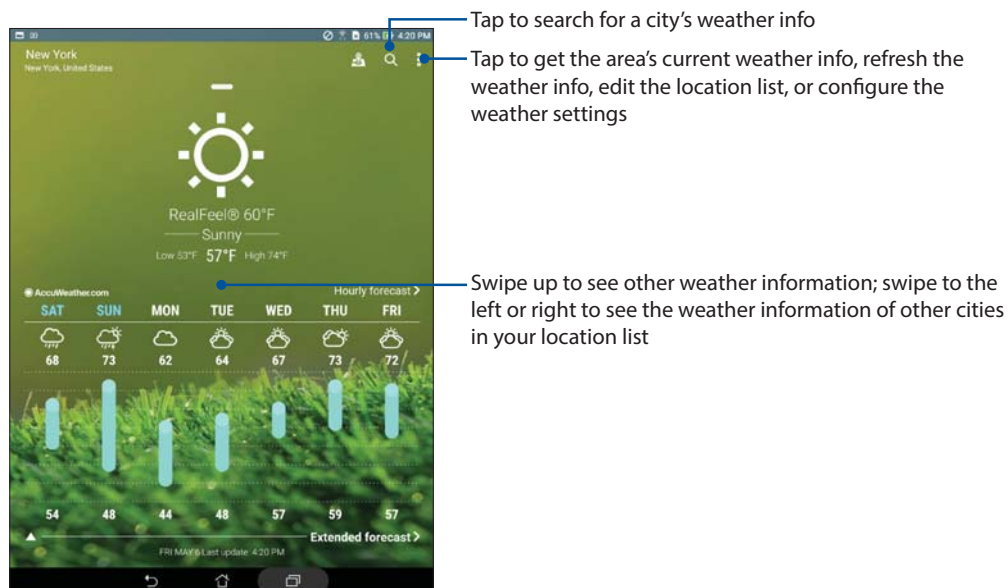 Tap to search for a city's weather info
61% 4:20 PM
New York
New York, United States
Tap to get the area's current weather info, refresh the
weather info, edit the location list, or configure the
weather settings
RealFeel® 60°F
Sunny
Low 53°F 57°F High 74°F
Swipe up to see other weather information; swipe to the
left or right to see the weather information of other cities
in your location list
AccuWeather.com Hourly forecast >
SAT SUN MON TUE WED THU FRI
68 73 62 64 67 73 72
54 48 44 48 57 59 57
Extended forecast >
FRI MAY 6 Last update 4:20 PM